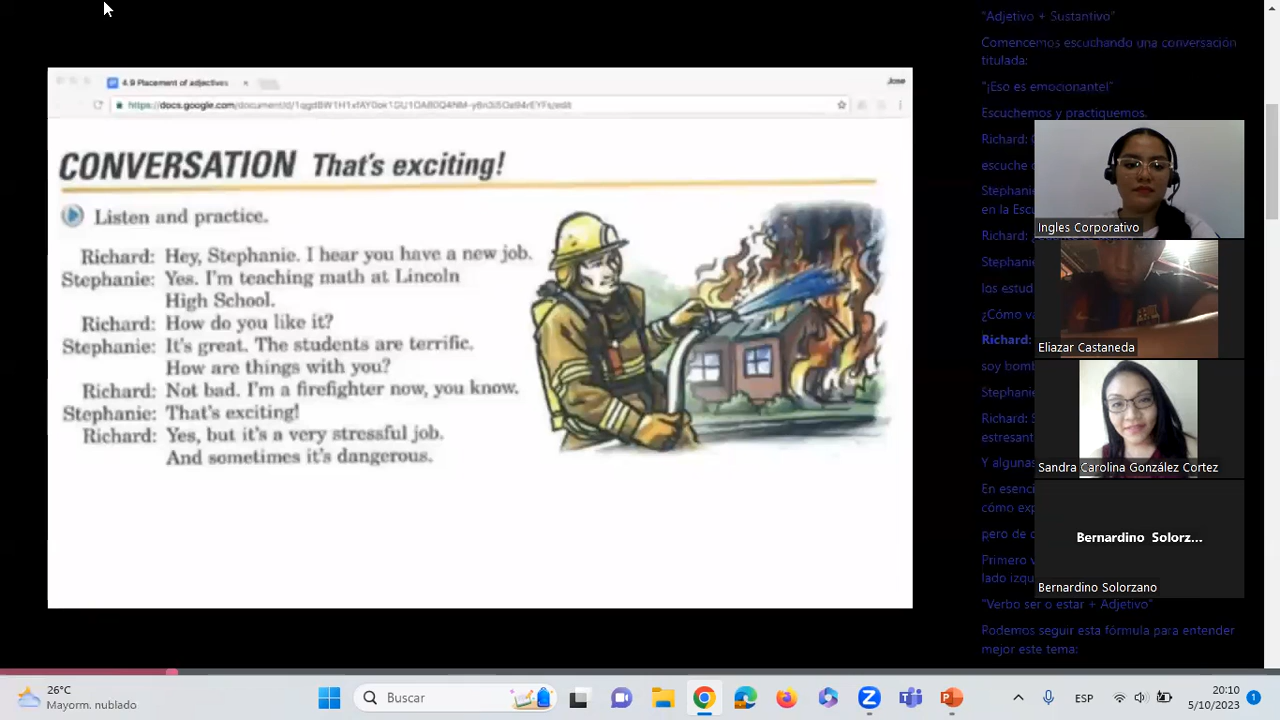 4.9 Placement of adjectives
Jose
CONVERSATION That's exciting!
Listen and practice.
Richard: Hey, Stephanie. I hear you have a new job.
Stephanie: Yes. I'm teaching math at Lincoln
High School.
Richard: How do you like it?
Stephanie: It's great. The students are terrific.
How are things with you?
Richard: Not bad. I'm a firefighter now, you know.
Stephanie: That's exciting!
Richard: Yes, but it's a very stressful job.
And sometimes it's dangerous.
"Adjetivo + Sustantivo"
Comencemos escuchando una conversación
titulada:
"¡Eso es emocionante!"
Escuchemos y practiquemos.
Richard:
escuche
Stephanie
en la Escu
Richard:
Stephanie
los estud
¿Cómo va
Richard:
soy bomb
Stephanie
Richard: S
estresant
Y algunas
En esenci
cómo exp
pero de
Primero v
lado izqu
"Verbo ser o estar + Adjetivo"
Podemos seguir esta fórmula para entender
mejor este tema:
Ingles Corporativo
Eliazar Castaneda
Sandra Carolina González Cortez
Bernardino Solorz...
Bernardino Solorzano
26°C
Mayorm. nublado
Buscar
ESP
20:10
5/10/2023